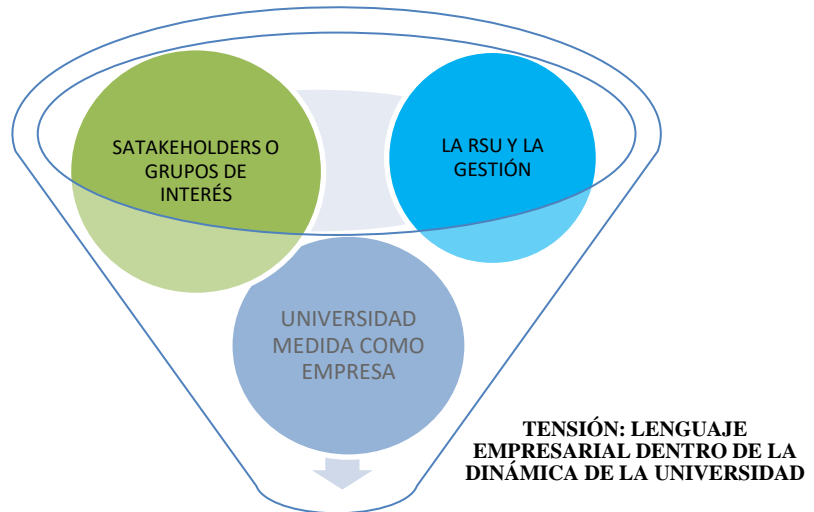 SATAKEHOLDERS O
GRUPOS DE
INTERÉS
LA RSU Y LA
GESTIÓN
UNIVERSIDAD
MEDIDA COMO
EMPRESA
TENSIÓN: LENGUAJE
EMPRESARIAL DENTRO DE LA
DINÁMICA DE LA UNIVERSIDAD